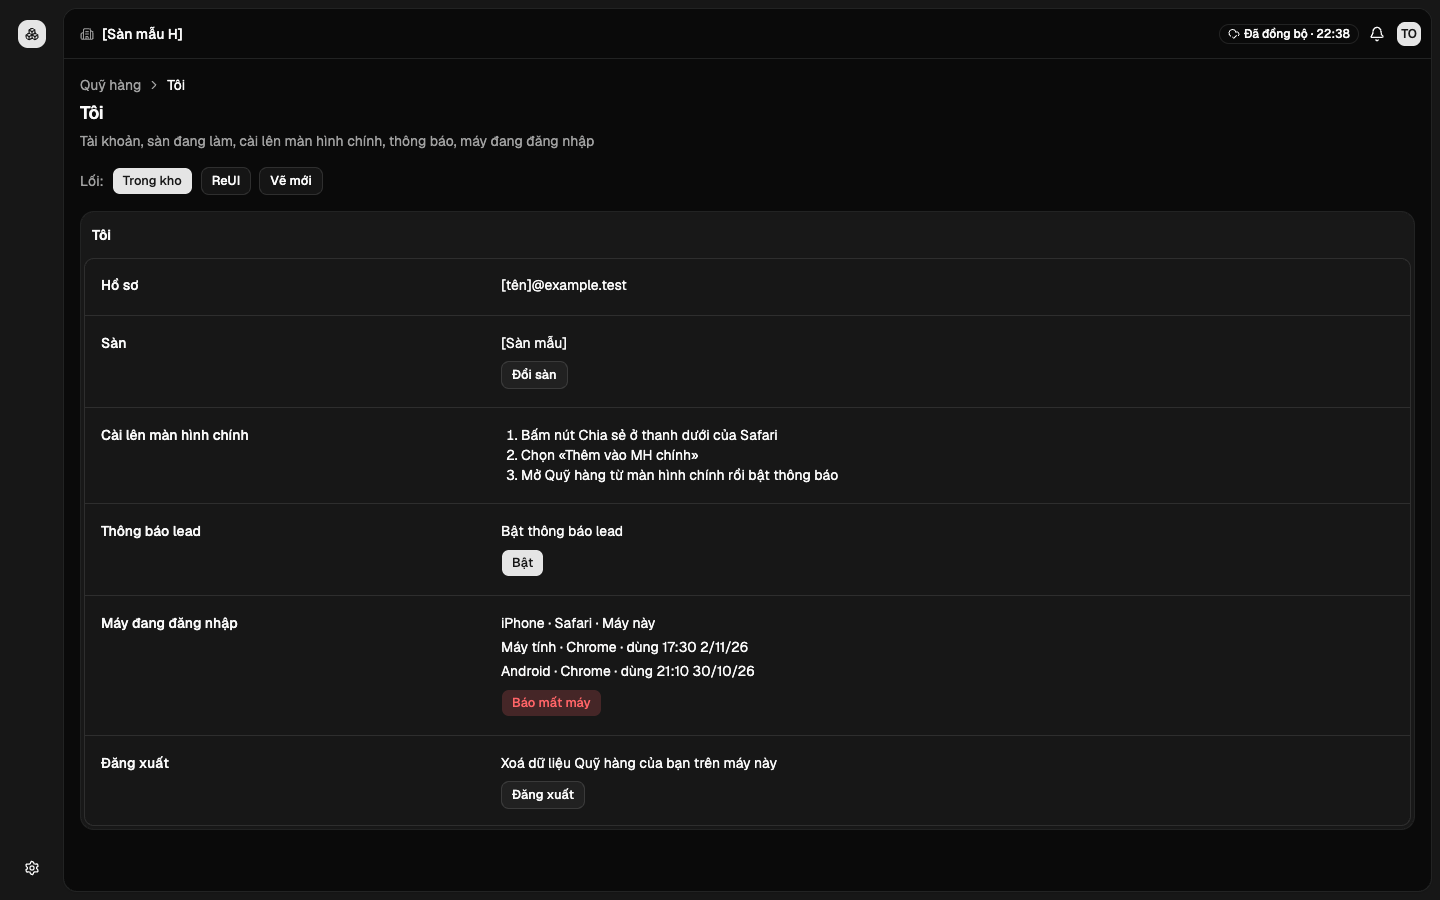 [Sàn mẫu H]
Đã đồng bộ · 22:38
TO
Quỹ hàng > Tôi
Tôi
Tài khoản, sàn đang làm, cài lên màn hình chính, thông báo, máy đang đăng nhập
Lối: Trong kho ReUI Vẽ mới
Tôi
Hồ sơ
[tên]@example.test
Sàn
[Sàn mẫu]
Đổi sàn
Cài lên màn hình chính
1. Bấm nút Chia sẻ ở thanh dưới của Safari
2. Chọn «Thêm vào MH chính»
3. Mở Quỹ hàng từ màn hình chính rồi bật thông báo
Thông báo lead
Bật thông báo lead
Bật
Máy đang đăng nhập
iPhone · Safari · Máy này
Máy tính · Chrome · dùng 17:30 2/11/26
Android · Chrome · dùng 21:10 30/10/26
Báo mất máy
Đăng xuất
Xoá dữ liệu Quỹ hàng của bạn trên máy này
Đăng xuất